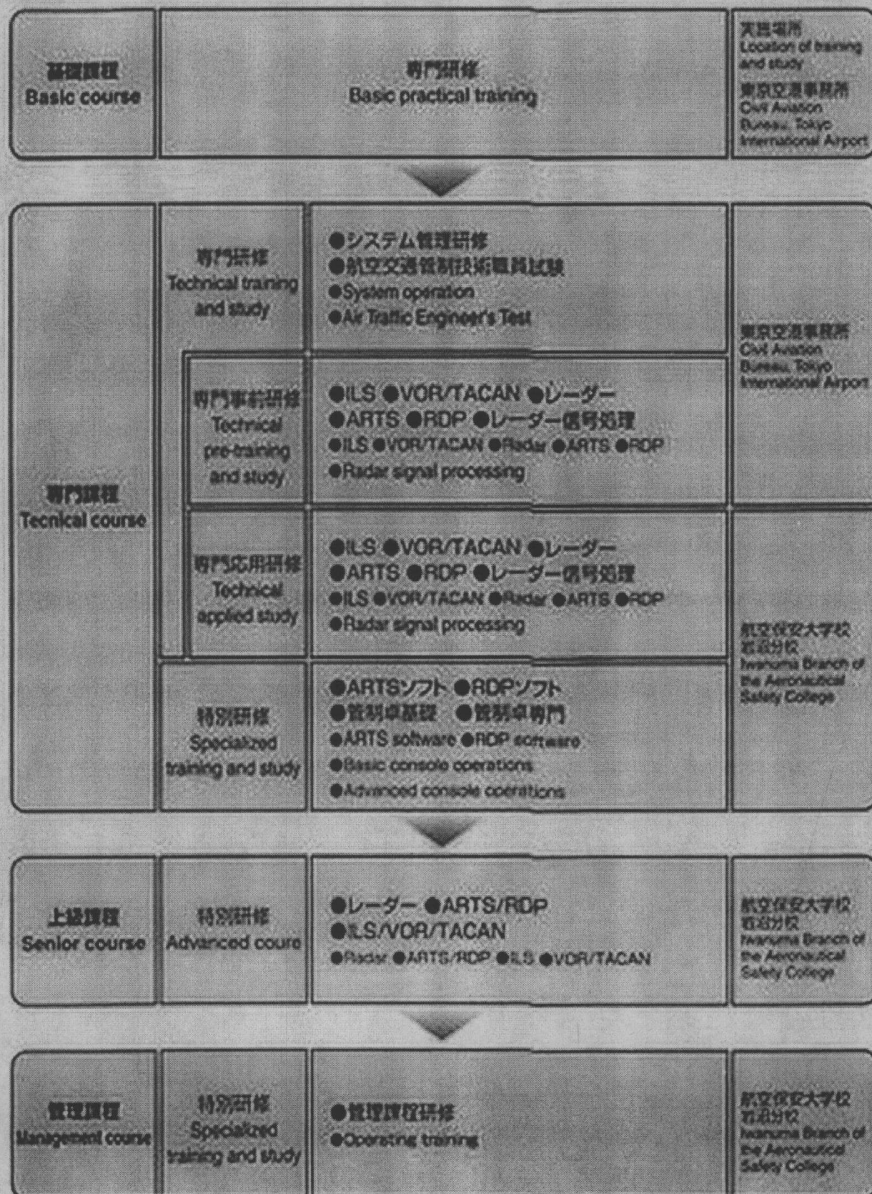 基礎課程
Basic course
専門研修
Basic practical training
実施場所
Location of training
and study
東京空港事務所
Civil Aviation
Bureau, Tokyo
International Airport
専門課程
Tecnical course
専門研修
Technical training
and study
●システム管理研修
●航空交通管制技術職員試験
●System operation
●Air Traffic Engineer's Test
東京空港事務所
Civil Aviation
Bureau, Tokyo
International Airport
専門事前研修
Technical
pre-training
and study
●ILS ●VOR/TACAN ●レーダー
●ARTS ●RDP ●レーダー信号処理
●ILS ●VOR/TACAN ●Radar ●ARTS ●RDP
●Radar signal processing
専門応用研修
Technical
applied study
●ILS ●VOR/TACAN ●レーダー
●ARTS ●RDP ●レーダー信号処理
●ILS ●VOR/TACAN ●Radar ●ARTS ●RDP
●Radar signal processing
航空保安大学校
岩沼分校
Iwanuma Branch of
the Aeronautical
Safety College
特別研修
Specialized
training and study
●ARTSソフト ●RDPソフト
●管制卓基礎 ●管制卓専門
●ARTS software ●RDP software
●Basic console operations
●Advanced console operations
上級課程
Senior course
特別研修
Advanced coure
●レーダー ●ARTS/RDP
●ILS/VOR/TACAN
●Radar ●ARTS/RDP ●ILS ●VOR/TACAN
航空保安大学校
岩沼分校
Iwanuma Branch of
the Aeronautical
Safety College
管理課程
Management course
特別研修
Specialized
training and study
●管理課程研修
●Operating training
航空保安大学校
岩沼分校
Iwanuma Branch of
the Aeronautical
Safety College